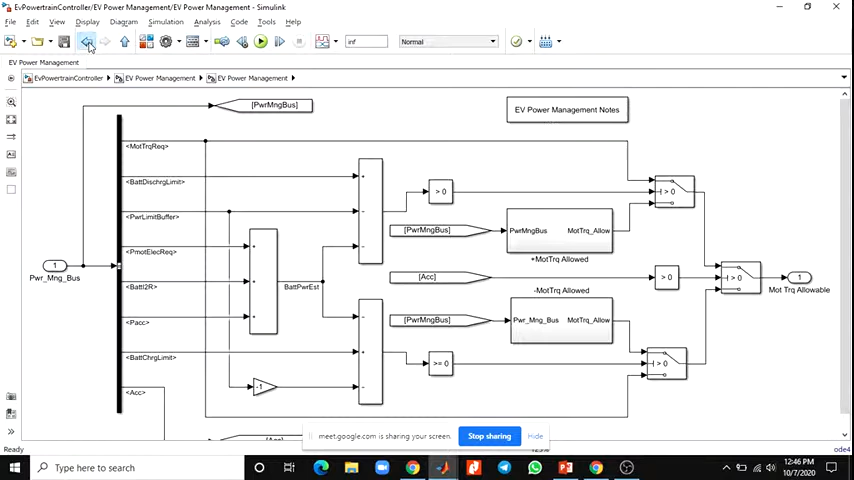 EvPowertrainController/EV Power Management/EV Power Management - Simulink
File Edit View Display Diagram Simulation Analysis Code Tools Help
inf Normal
EV Power Management
EvPowertrainController EV Power Management EV Power Management
[PwrMngBus]
EV Power Management Notes
<MotTrqReq>
<BattDischrgLimit>
> 0
> 0
<PwrLimitBuffer>
[PwrMngBus]
PwrMngBus MotTrq_Allow
<PmotElecReq>
+MotTrq Allowed
1
Pwr_Mng_Bus
[Acc]
> 0
> 0
1
Mot Trq Allowable
<BattI2R>
BattPwrEst
-MotTrq Allowed
<Pacc>
[PwrMngBus]
Pwr_Mng_Bus MotTrq_Allow
<BattChrgLimit>
>= 0
> 0
-1
<Acc>
[Acc]
meet.google.com is sharing your screen. Stop sharing Hide
Ready
125%
ode4
Type here to search
12:46 PM
10/7/2020